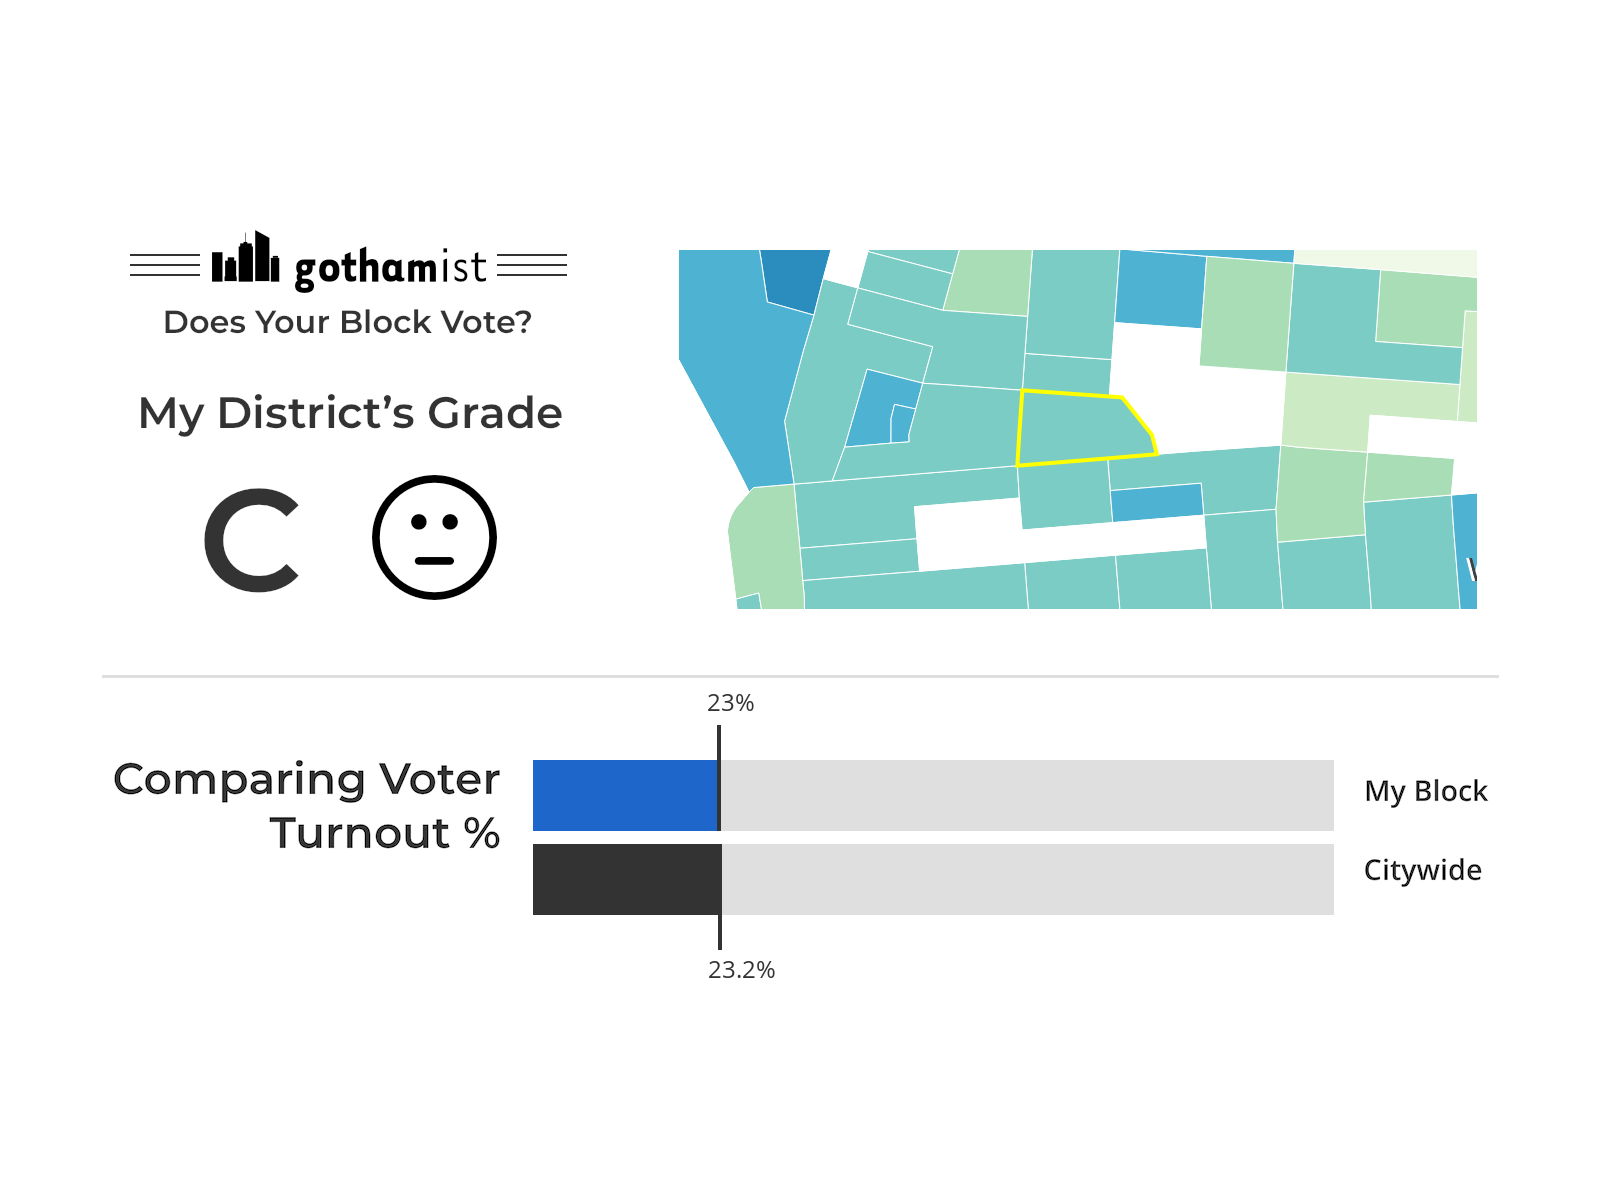 gothamist
Does Your Block Vote?
My District's Grade
C
23%
Comparing Voter
Turnout %
My Block
Citywide
23.2%